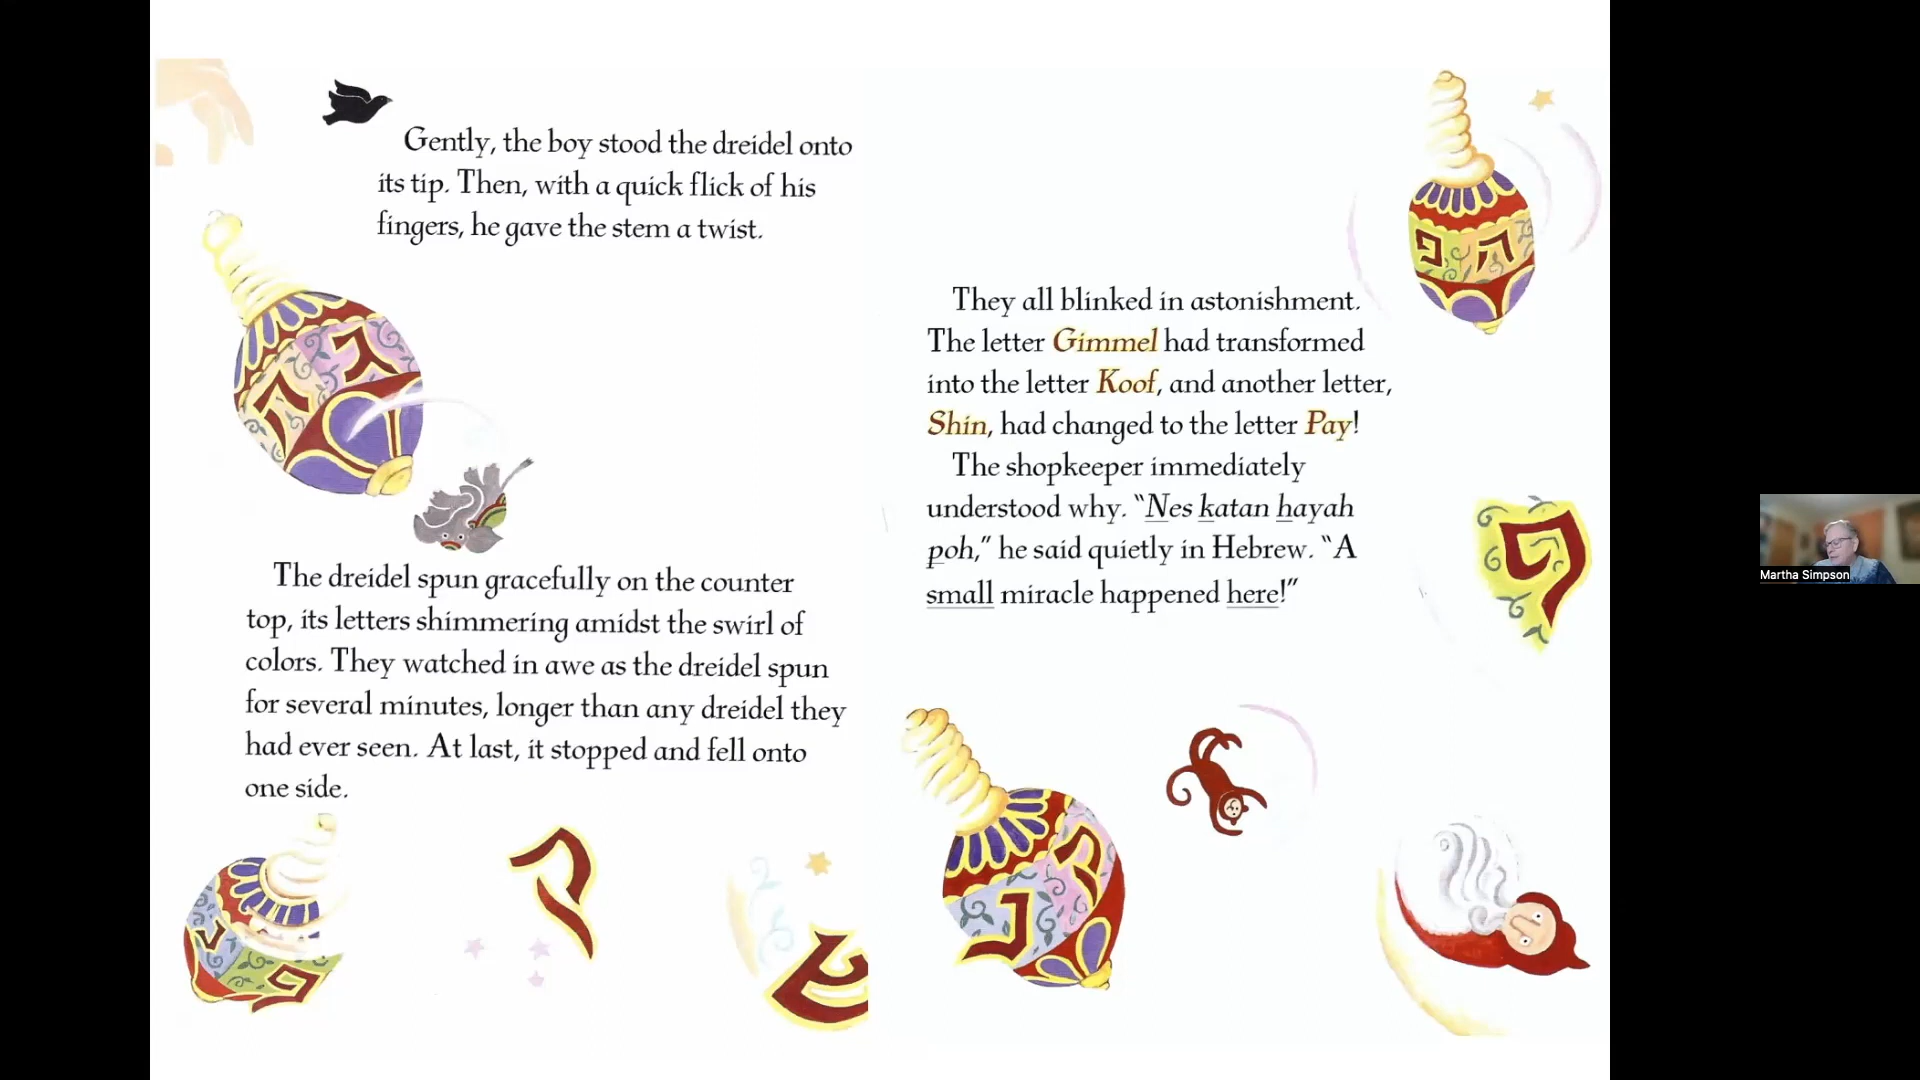 Gently, the boy stood the dreidel onto
its tip. Then, with a quick flick of his
fingers, he gave the stem a twist.
ג
ה
The dreidel spun gracefully on the counter
top, its letters shimmering amidst the swirl of
colors. They watched in awe as the dreidel spun
for several minutes, longer than any dreidel they
had ever seen. At last, it stopped and fell onto
one side.
נ
פ
ק
ש
פ ה
They all blinked in astonishment.
The letter Gimmel had transformed
into the letter Koof, and another letter,
Shin, had changed to the letter Pay!
The shopkeeper immediately
understood why. “Nes katan hayah
poh,” he said quietly in Hebrew. “A
small miracle happened here!”
פ
ק
נ
Martha Simpson